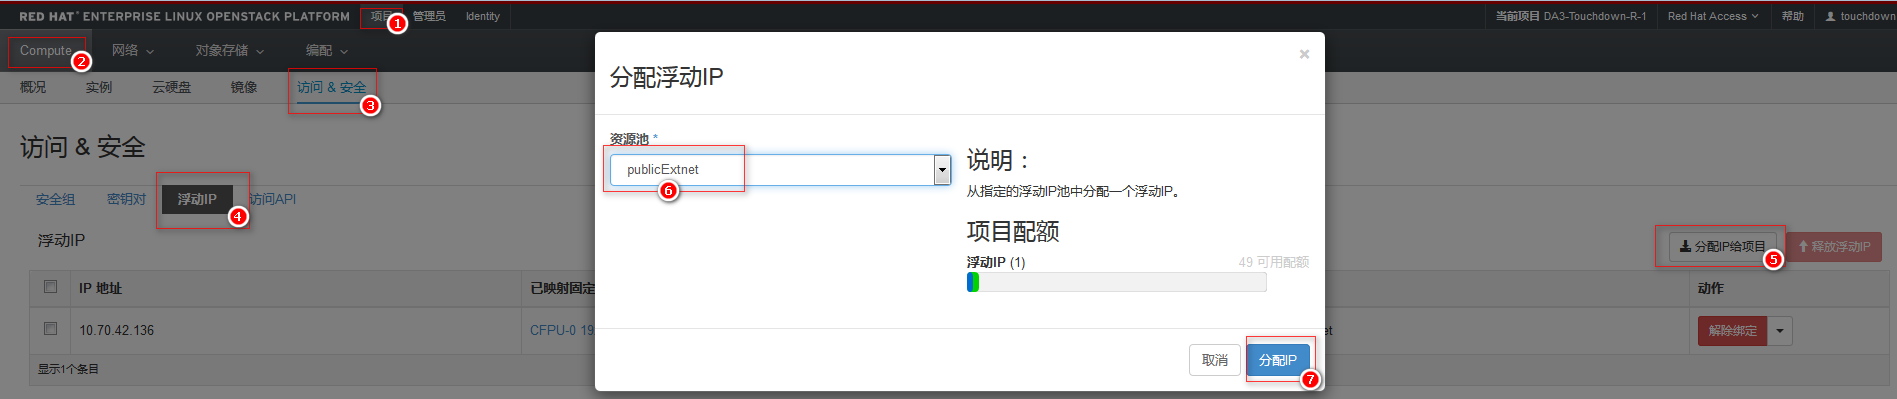 RED HAT® ENTERPRISE LINUX OPENSTACK PLATFORM
项目
1
管理员
Identity
当前项目 DA3-Touchdown-R-1
Red Hat Access
帮助
touchdown
Compute
2
网络
对象存储
编配
概况
实例
云硬盘
镜像
访问 & 安全
3
访问 & 安全
安全组
密钥对
浮动IP
4
访问API
浮动IP
分配IP给项目
5
释放浮动IP
IP 地址
已映射固定
动作
10.70.42.136
CFPU-0 19
et
解除绑定
显示1个条目
分配浮动IP
×
资源池 *
publicExtnet
6
说明：
从指定的浮动IP池中分配一个浮动IP。
项目配额
浮动IP (1)
49 可用配额
取消
分配IP
7